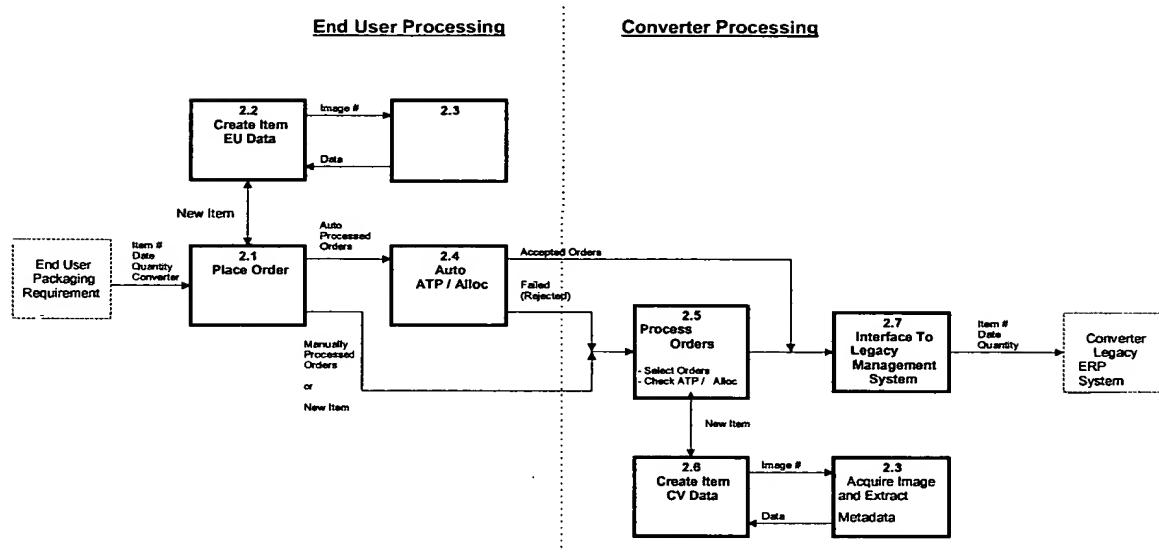 End User Processing
Converter Processing
2.2
Create Item
EU Data
Image #
Data
2.3
New Item
End User
Packaging
Requirement
Item #
Date
Quantity
Converter
2.1
Place Order
Auto
Processed
Orders
2.4
Auto
ATP / Alloc
Accepted Orders
Failed
(Rejected)
Manually
Processed
Orders
or
New Item
2.5
Process
Orders
- Select Orders
- Check ATP / Alloc
2.7
Interface To
Legacy
Management
System
Item #
Date
Quantity
Converter
Legacy
ERP
System
New Item
2.6
Create Item
CV Data
Image #
Data
2.3
Acquire Image
and Extract
Metadata